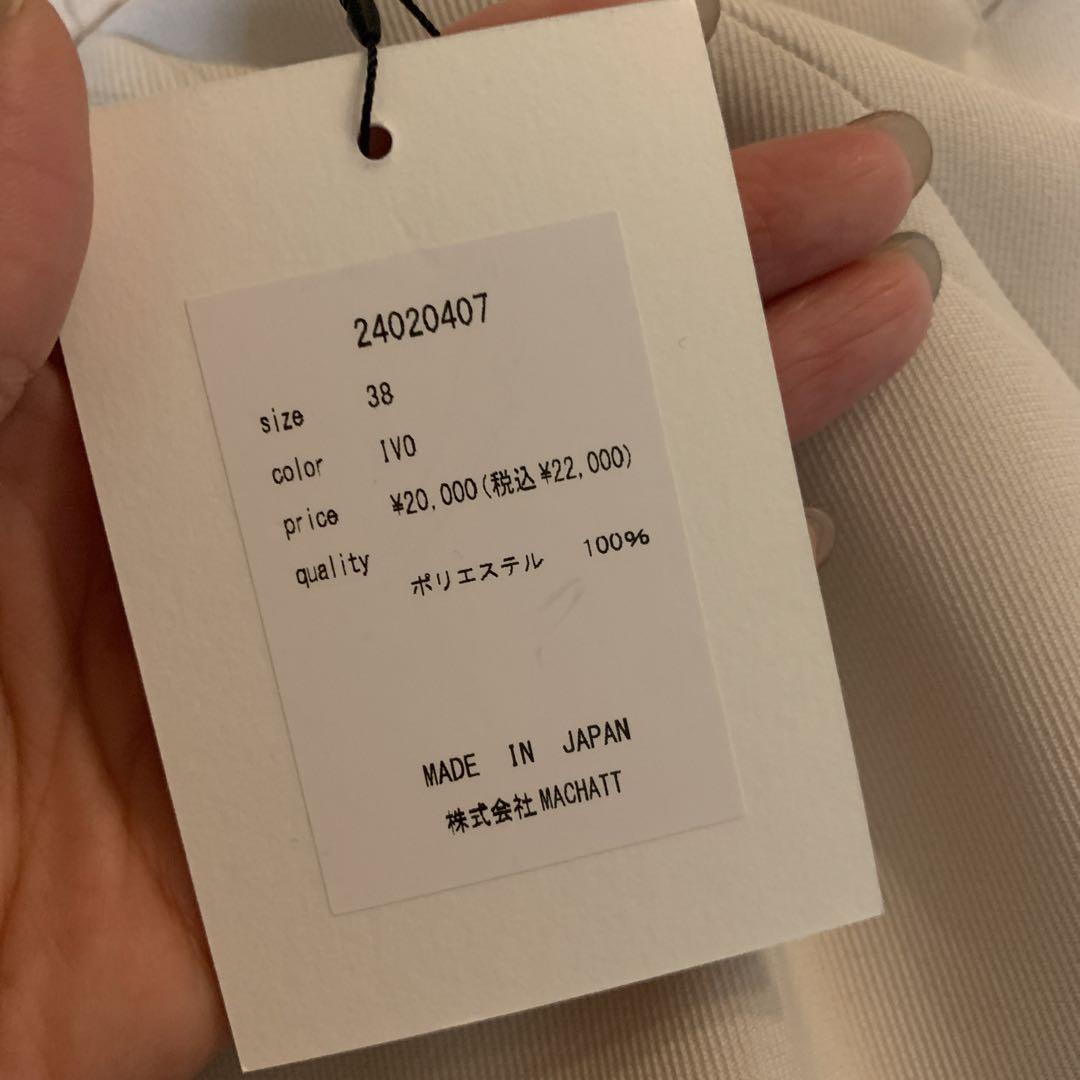 24020407
size 38
color IVO
price ¥20,000(税込¥22,000)
quality ポリエステル 100%
MADE IN JAPAN
株式会社MACHATT